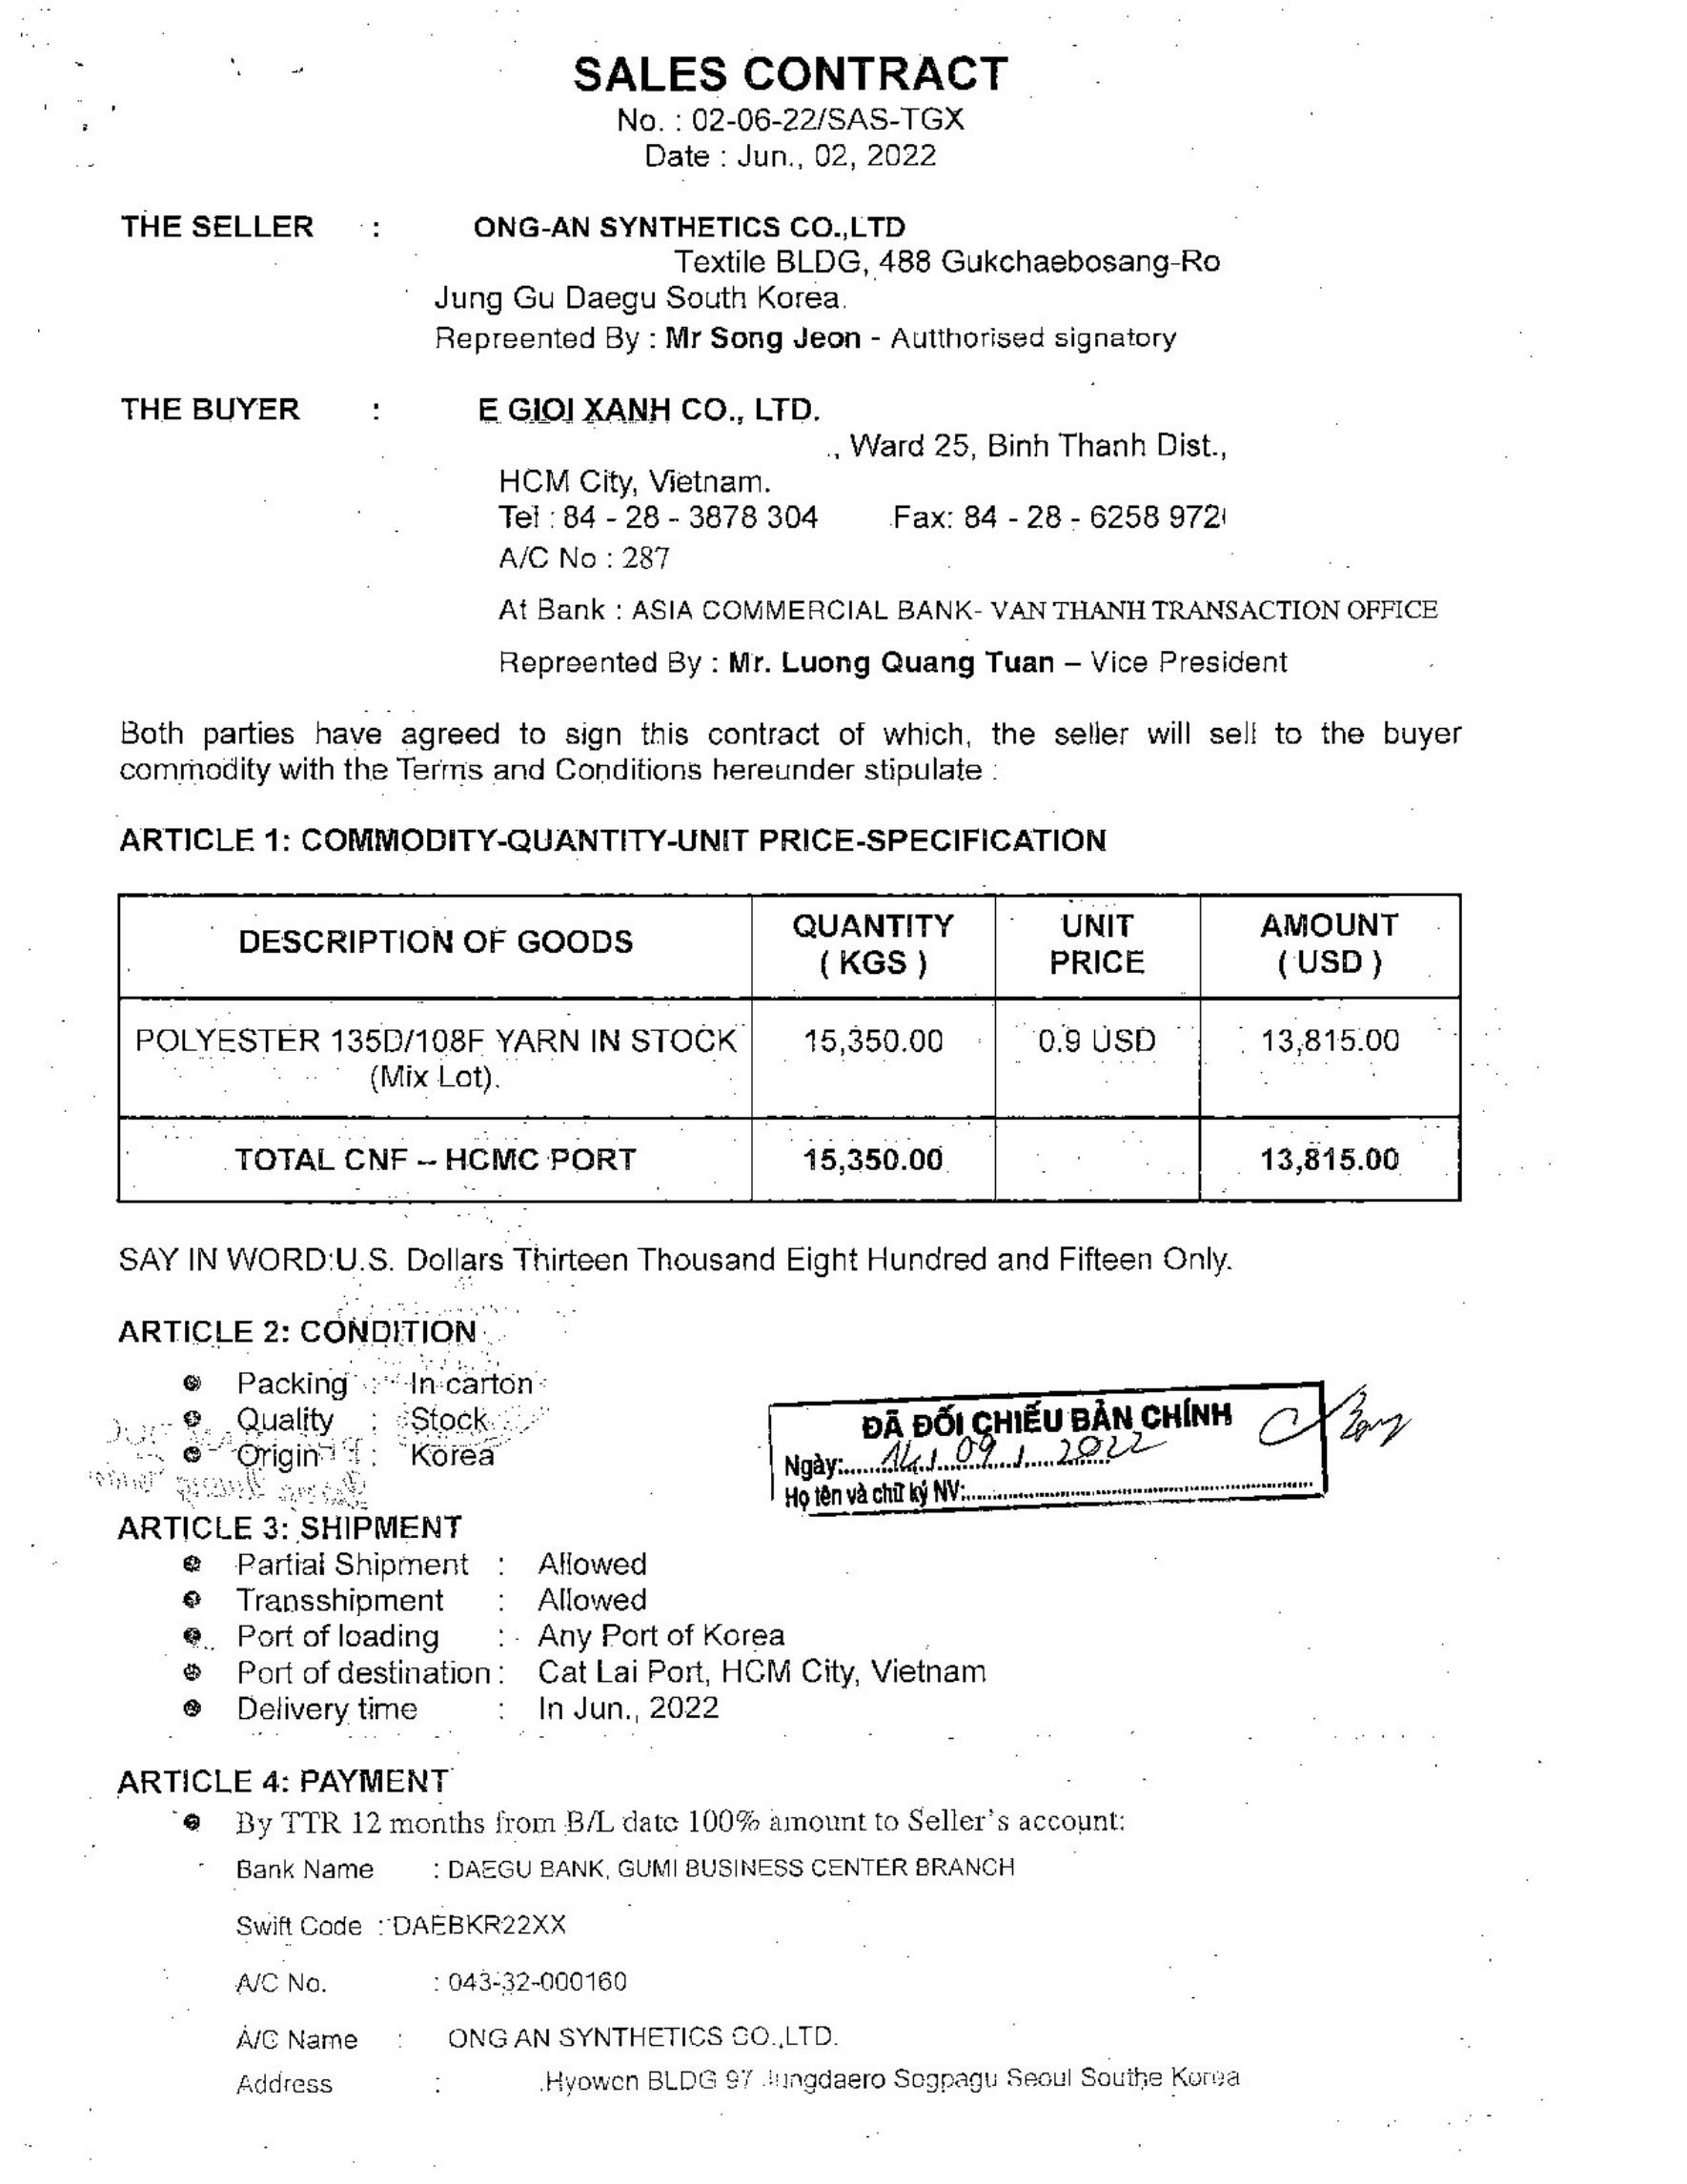 SALES CONTRACT
No. : 02-06-22/SAS-TGX
Date : Jun., 02, 2022
THE SELLER : ONG-AN SYNTHETICS CO.,LTD
Textile BLDG, 488 Gukchaebosang-Ro
Jung Gu Daegu South Korea.
Repreented By : Mr Song Jeon - Autthorised signatory
THE BUYER : E GIOI XANH CO., LTD.
., Ward 25, Binh Thanh Dist.,
HCM City, Vietnam.
Tel : 84 - 28 - 3878 304 Fax: 84 - 28 - 6258 972
A/C No : 287
At Bank : ASIA COMMERCIAL BANK- VAN THANH TRANSACTION OFFICE
Repreented By : Mr. Luong Quang Tuan – Vice President
Both parties have agreed to sign this contract of which, the seller will sell to the buyer
commodity with the Terms and Conditions hereunder stipulate :
ARTICLE 1: COMMODITY-QUANTITY-UNIT PRICE-SPECIFICATION
DESCRIPTION OF GOODS QUANTITY ( KGS ) UNIT PRICE AMOUNT ( USD )
POLYESTER 135D/108F YARN IN STOCK 15,350.00 0.9 USD 13,815.00
(Mix Lot).
TOTAL CNF – HCMC PORT 15,350.00 13,815.00
SAY IN WORD:U.S. Dollars Thirteen Thousand Eight Hundred and Fifteen Only.
ARTICLE 2: CONDITION
Packing : In carton
Quality : Stock
Origin : Korea
ĐÃ ĐỐI CHIẾU BẢN CHÍNH
Ngày: 14 / 09 / 2022
Họ tên và chữ ký NV:
ARTICLE 3: SHIPMENT
Partial Shipment : Allowed
Transshipment : Allowed
Port of loading : Any Port of Korea
Port of destination : Cat Lai Port, HCM City, Vietnam
Delivery time : In Jun., 2022
ARTICLE 4: PAYMENT
By TTR 12 months from B/L date 100% amount to Seller's account:
Bank Name : DAEGU BANK, GUMI BUSINESS CENTER BRANCH
Swift Code : DAEBKR22XX
A/C No. : 043-32-000160
A/C Name : ONG AN SYNTHETICS CO.,LTD.
Address : .Hyowon BLDG 97 Jungdaero Sogpagu Seoul Southe Korea